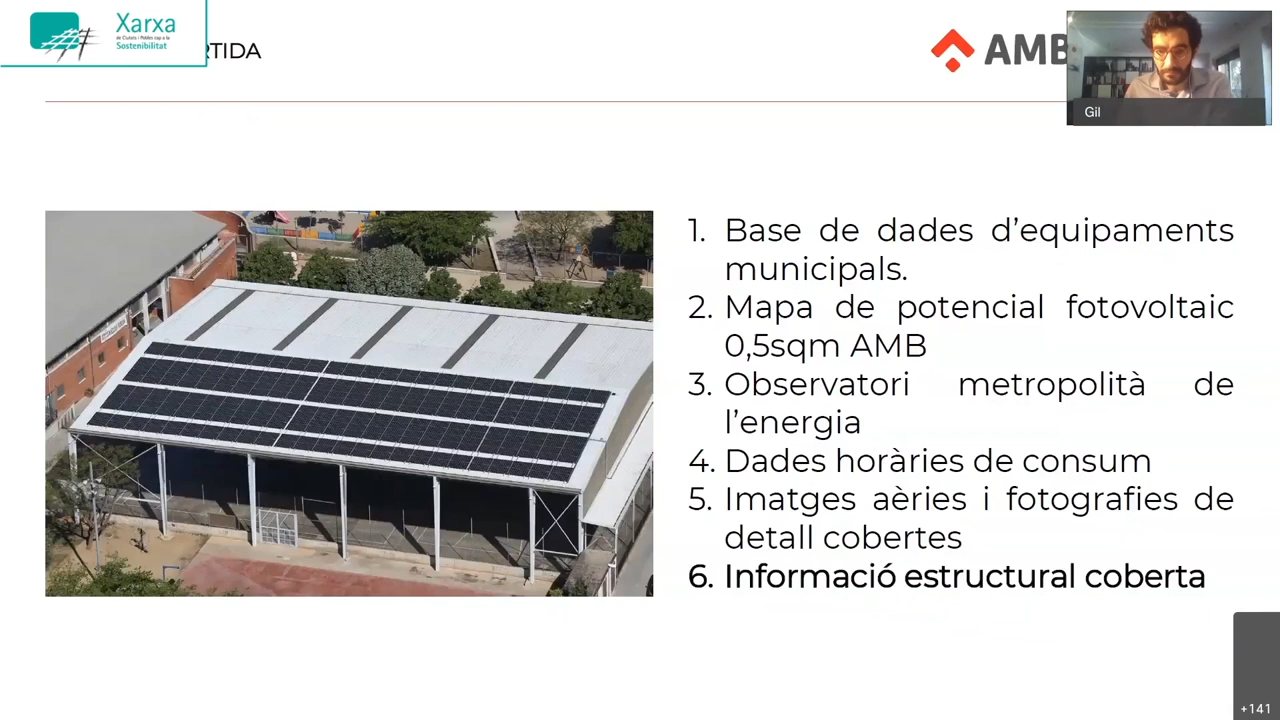 Xarxa
de Ciutats i Pobles cap a la
Sostenibilitat
RTIDA
AMB
Gil
1. Base de dades d’equipaments
municipals.
2. Mapa de potencial fotovoltaic
0,5sqm AMB
3. Observatori metropolità de
l’energia
4. Dades horàries de consum
5. Imatges aèries i fotografies de
detall cobertes
6. Informació estructural coberta
+141